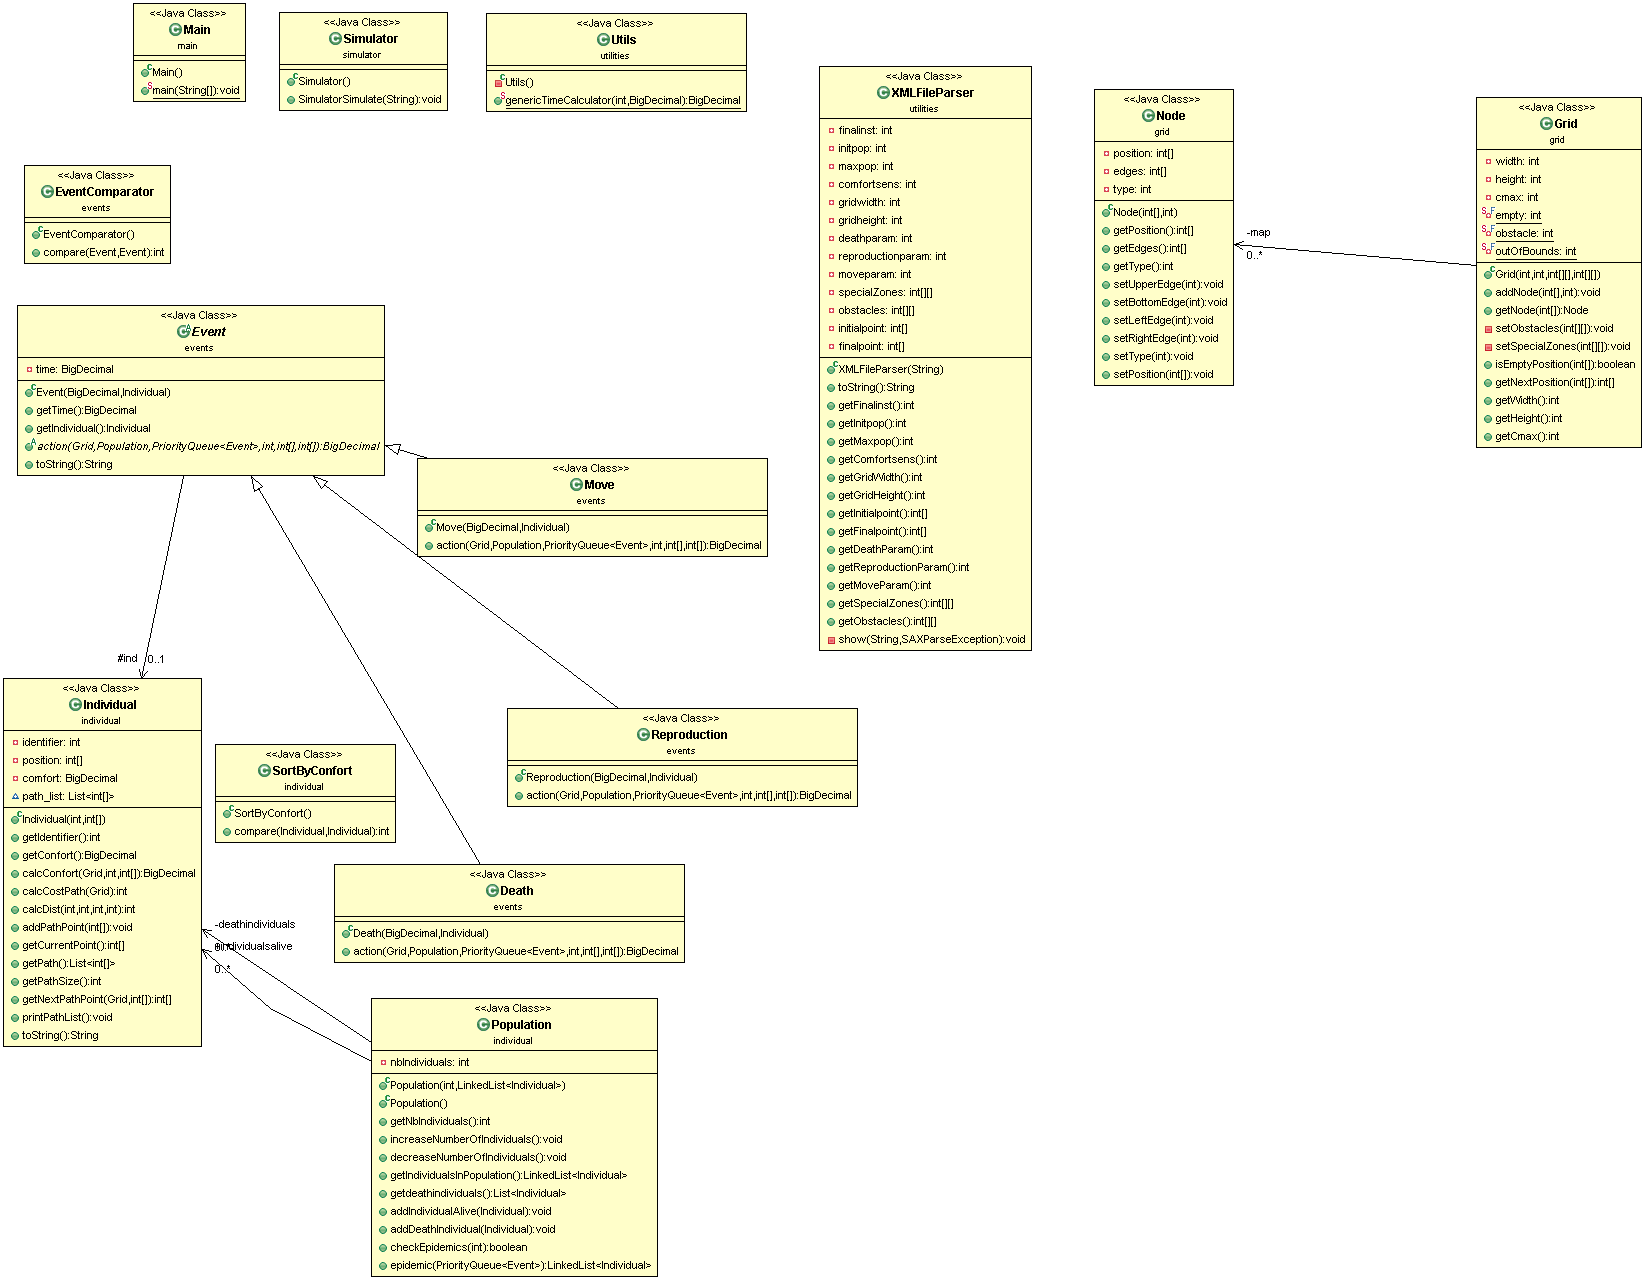 <<Java Class>>
Main
main
Main()
main(String[]):void
<<Java Class>>
Simulator
simulator
Simulator()
SimulatorSimulate(String):void
<<Java Class>>
Utils
utilities
Utils()
genericTimeCalculator(int,BigDecimal):BigDecimal
<<Java Class>>
XMLFileParser
utilities
finalinst: int
initpop: int
maxpop: int
comfortsens: int
gridwidth: int
gridheight: int
deathparam: int
reproductionparam: int
moveparam: int
specialZones: int[][]
obstacles: int[][]
initialpoint: int[]
finalpoint: int[]
XMLFileParser(String)
toString():String
getFinalinst():int
getInitpop():int
getMaxpop():int
getComfortsens():int
getGridWidth():int
getGridHeight():int
getInitialpoint():int[]
getFinalpoint():int[]
getDeathParam():int
getReproductionParam():int
getMoveParam():int
getSpecialZones():int[][]
getObstacles():int[][]
show(String,SAXParseException):void
<<Java Class>>
Node
grid
position: int[]
edges: int[]
type: int
Node(int[],int)
getPosition():int[]
getEdges():int[]
getType():int
setUpperEdge(int):void
setBottomEdge(int):void
setLeftEdge(int):void
setRightEdge(int):void
setType(int):void
setPosition(int[]):void
-map
0..*
<<Java Class>>
Grid
grid
width: int
height: int
cmax: int
empty: int
obstacle: int
outOfBounds: int
Grid(int,int,int[][],int[][])
addNode(int[],int):void
getNode(int[]):Node
setObstacles(int[][]):void
setSpecialZones(int[][]):void
isEmptyPosition(int[]):boolean
getNextPosition(int[]):int[]
getWidth():int
getHeight():int
getCmax():int
<<Java Class>>
EventComparator
events
EventComparator()
compare(Event,Event):int
<<Java Class>>
Event
events
time: BigDecimal
Event(BigDecimal,Individual)
getTime():BigDecimal
getIndividual():Individual
action(Grid,Population,PriorityQueue<Event>,int,int[],int[]):BigDecimal
toString():String
<<Java Class>>
Move
events
Move(BigDecimal,Individual)
action(Grid,Population,PriorityQueue<Event>,int,int[],int[]):BigDecimal
#ind
0..1
<<Java Class>>
Individual
individual
identifier: int
position: int[]
comfort: BigDecimal
path_list: List<int[]>
Individual(int,int[])
getIdentifier():int
getConfort():BigDecimal
calcConfort(Grid,int,int[]):BigDecimal
calcCostPath(Grid):int
calcDist(int,int,int,int):int
addPathPoint(int[]):void
getCurrentPoint():int[]
getPath():List<int[]>
getPathSize():int
getNextPathPoint(Grid,int[]):int[]
printPathList():void
toString():String
<<Java Class>>
SortByConfort
individual
SortByConfort()
compare(Individual,Individual):int
<<Java Class>>
Reproduction
events
Reproduction(BigDecimal,Individual)
action(Grid,Population,PriorityQueue<Event>,int,int[],int[]):BigDecimal
<<Java Class>>
Death
events
Death(BigDecimal,Individual)
action(Grid,Population,PriorityQueue<Event>,int,int[],int[]):BigDecimal
-deathindividuals
0..*
<<Java Class>>
Population
individual
nbIndividuals: int
Population(int,LinkedList<Individual>)
Population()
getNbIndividuals():int
increaseNumberOfIndividuals():void
decreaseNumberOfIndividuals():void
getIndividualsInPopulation():LinkedList<Individual>
getdeathindividuals():List<Individual>
addIndividualAlive(Individual):void
addDeathIndividual(Individual):void
checkEpidemics(int):boolean
epidemic(PriorityQueue<Event>):LinkedList<Individual>